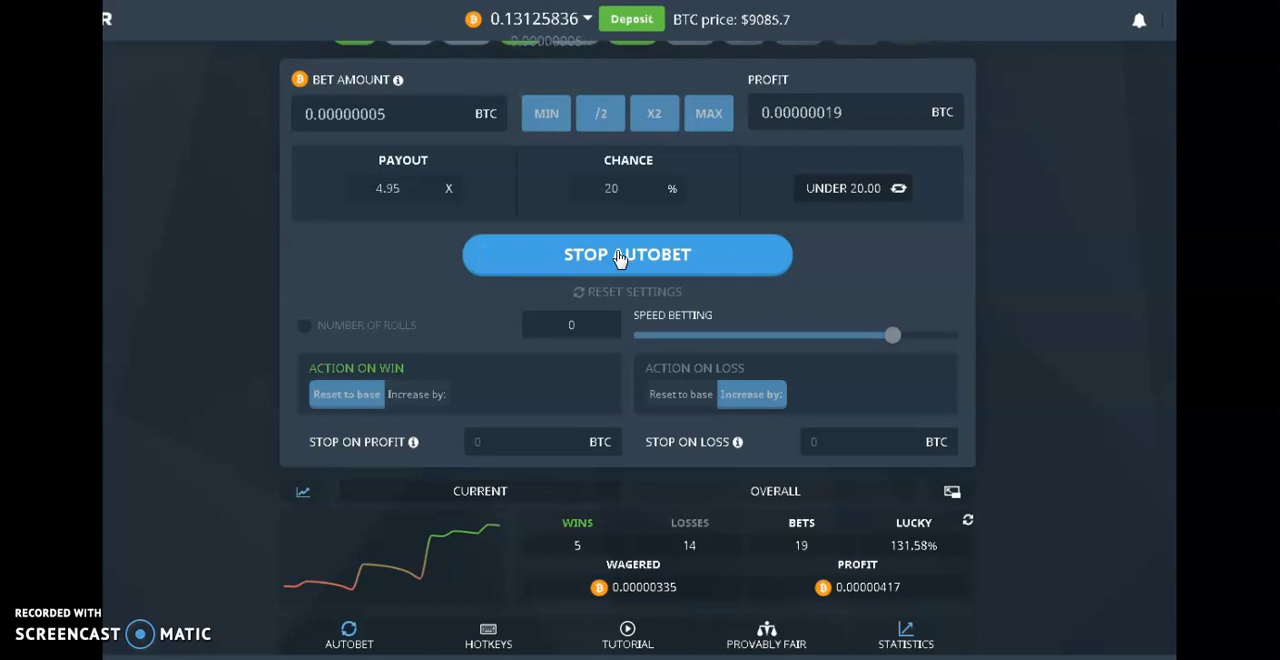 R
0.13125836 Deposit BTC price: $9085.7
0.00000005
BET AMOUNT PROFIT
0.00000005 BTC MIN /2 X2 MAX 0.00000019 BTC
PAYOUT CHANCE
4.95 X 20 % UNDER 20.00
STOP AUTOBET
RESET SETTINGS
NUMBER OF ROLLS 0 SPEED BETTING
ACTION ON WIN ACTION ON LOSS
Reset to base Increase by: Reset to base Increase by:
STOP ON PROFIT 0 BTC STOP ON LOSS 0 BTC
CURRENT OVERALL
WINS LOSSES BETS LUCKY
5 14 19 131.58%
WAGERED PROFIT
0.00000335 0.00000417
RECORDED WITH
SCREENCAST MATIC
AUTOBET HOTKEYS TUTORIAL PROVABLY FAIR STATISTICS